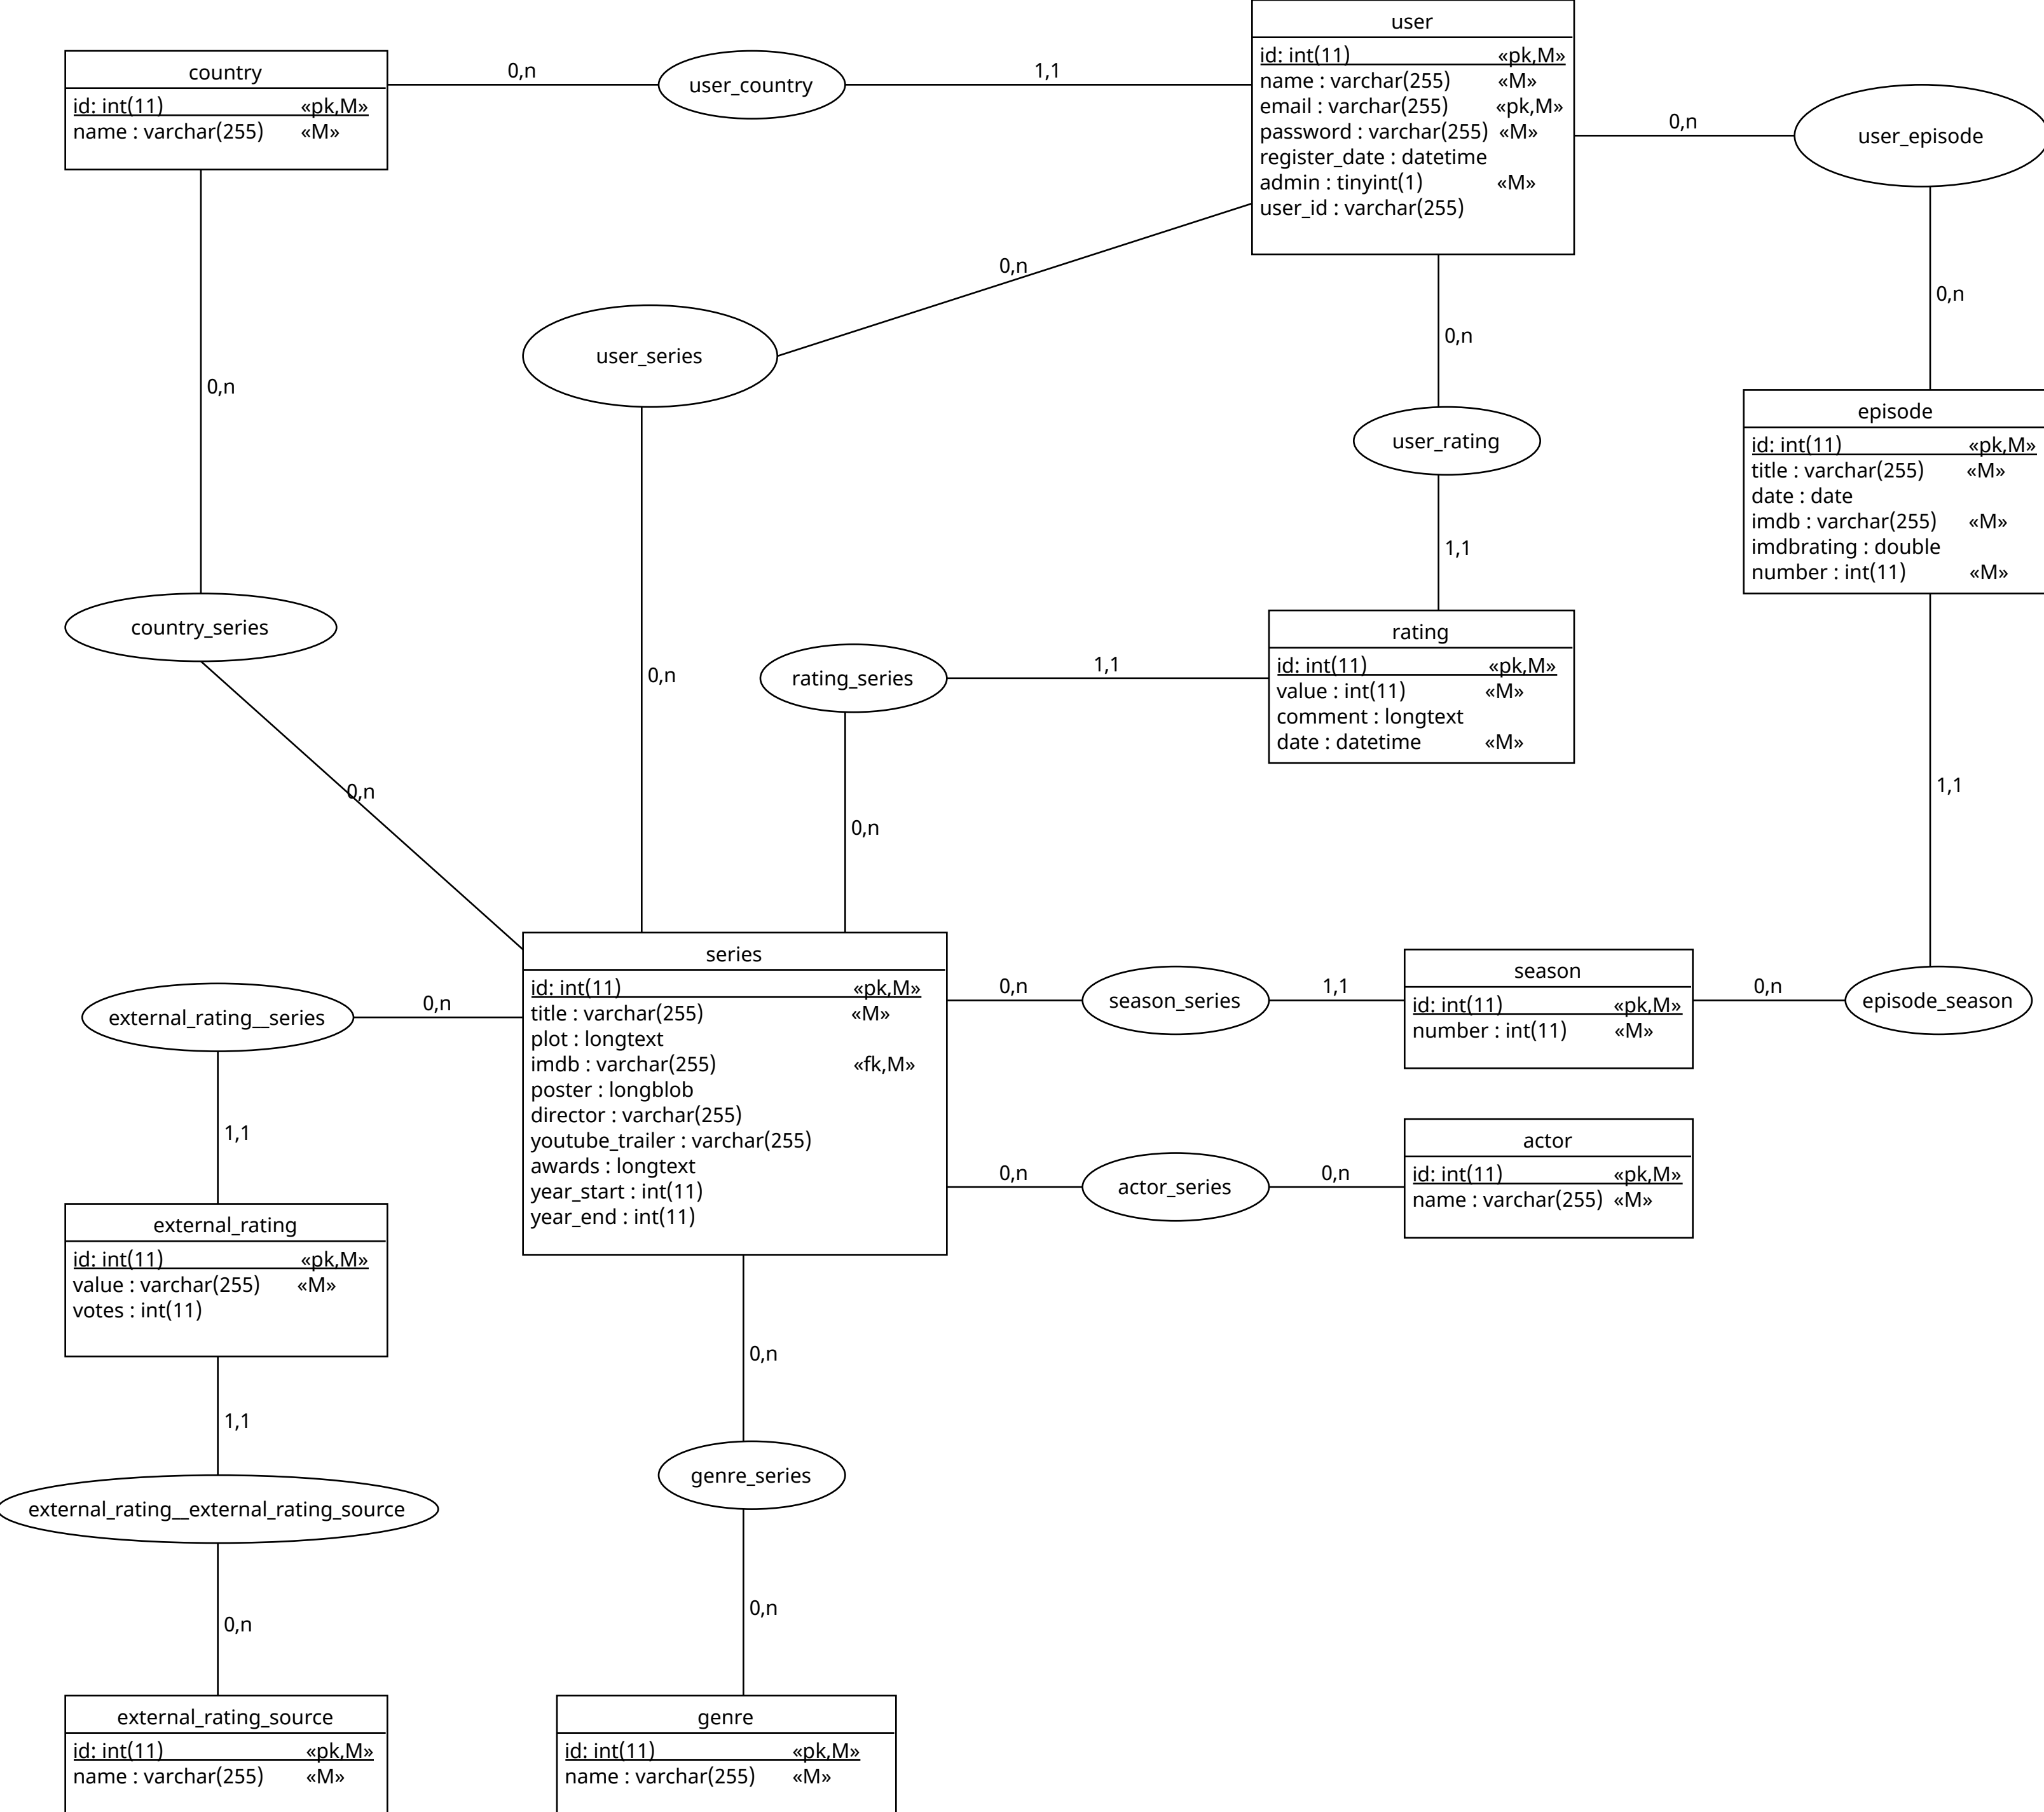 user
id: int(11) «pk,M»
name : varchar(255) «M»
email : varchar(255) «pk,M»
password : varchar(255) «M»
register_date : datetime
admin : tinyint(1) «M»
user_id : varchar(255)
country
id: int(11) «pk,M»
name : varchar(255) «M»
0,n
user_country
1,1
0,n
user_episode
0,n
0,n
user_series
0,n
0,n
user_rating
1,1
0,n
episode
id: int(11) «pk,M»
title : varchar(255) «M»
date : date
imdb : varchar(255) «M»
imdbrating : double
number : int(11) «M»
country_series
0,n
rating
id: int(11) «pk,M»
value : int(11) «M»
comment : longtext
date : datetime «M»
rating_series
1,1
0,n
1,1
series
id: int(11) «pk,M»
title : varchar(255) «M»
plot : longtext
imdb : varchar(255) «fk,M»
poster : longblob
director : varchar(255)
youtube_trailer : varchar(255)
awards : longtext
year_start : int(11)
year_end : int(11)
external_rating__series
0,n
1,1
0,n
season_series
1,1
season
id: int(11) «pk,M»
number : int(11) «M»
0,n
episode_season
0,n
actor_series
0,n
actor
id: int(11) «pk,M»
name : varchar(255) «M»
external_rating
id: int(11) «pk,M»
value : varchar(255) «M»
votes : int(11)
1,1
external_rating__external_rating_source
0,n
0,n
genre_series
0,n
external_rating_source
id: int(11) «pk,M»
name : varchar(255) «M»
genre
id: int(11) «pk,M»
name : varchar(255) «M»